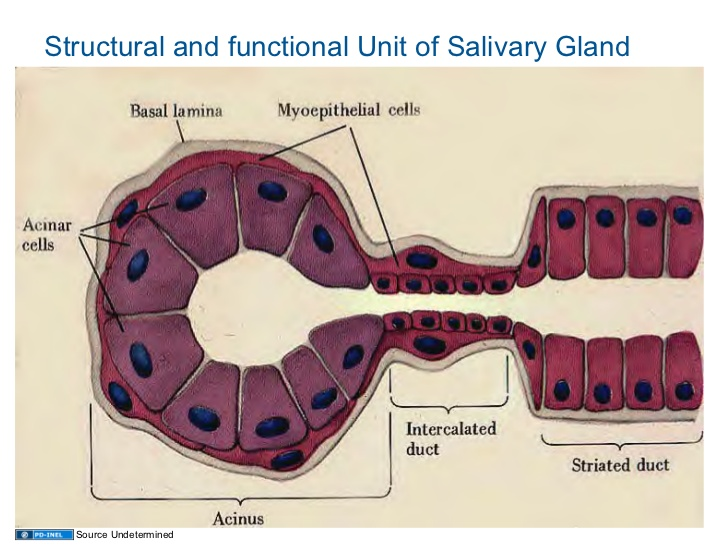 Structural and functional Unit of Salivary Gland
Basal lamina
Myoepithelial cells
Acinar
cells
Intercalated
duct
Striated duct
Acinus
PD-INEL
Source Undetermined